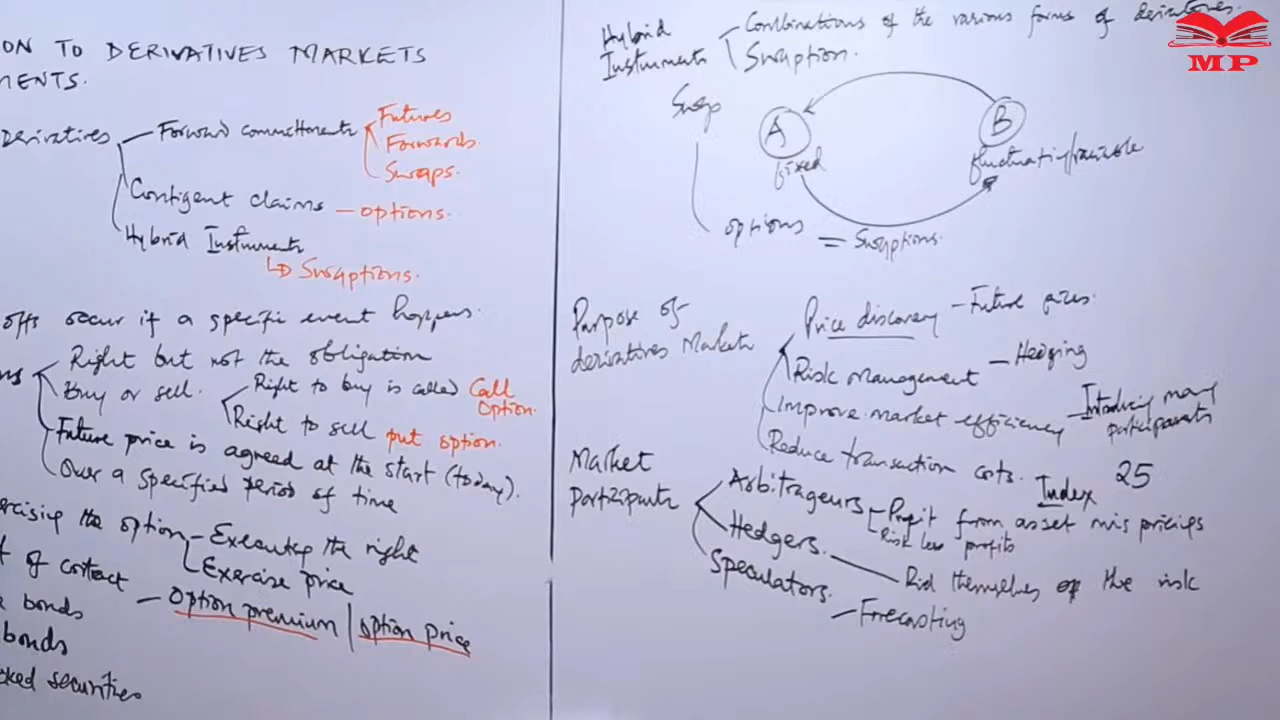 ON TO DERIVATIVES MARKETS
MENTS.
Derivatives — Forward commitments
Futures
Forwards
Swaps.
Contigent claims — options.
Hybrid Instruments
↳ Swaptions.
offs occur if a specific event happens.
Right but not the obligation
Buy or sell.
Right to buy is called Call Option.
Right to sell put option.
Future price is agreed at the start (today).
Over a specified period of time
ercising the option — Executing the right
Exercise price
of contract — Option premium | option price
bonds
bonds
cked securities
Hybrid Instruments
Combinations of the various forms of derivatives.
Swaption.
Swap
A
fixed
B
fluctuating/variable
options = Swaptions.
Purpose of derivatives Markets
Price discovery — Future prices.
Risk management — Hedging
Improve market efficiency — Introducing many participants
Reduce transaction costs.
Index 25
Market participants
Arbitrageurs — Profit from asset mis pricings
Risk less profits
Hedgers. — Rid themselves of the risk
Speculators. — Forecasting
MP